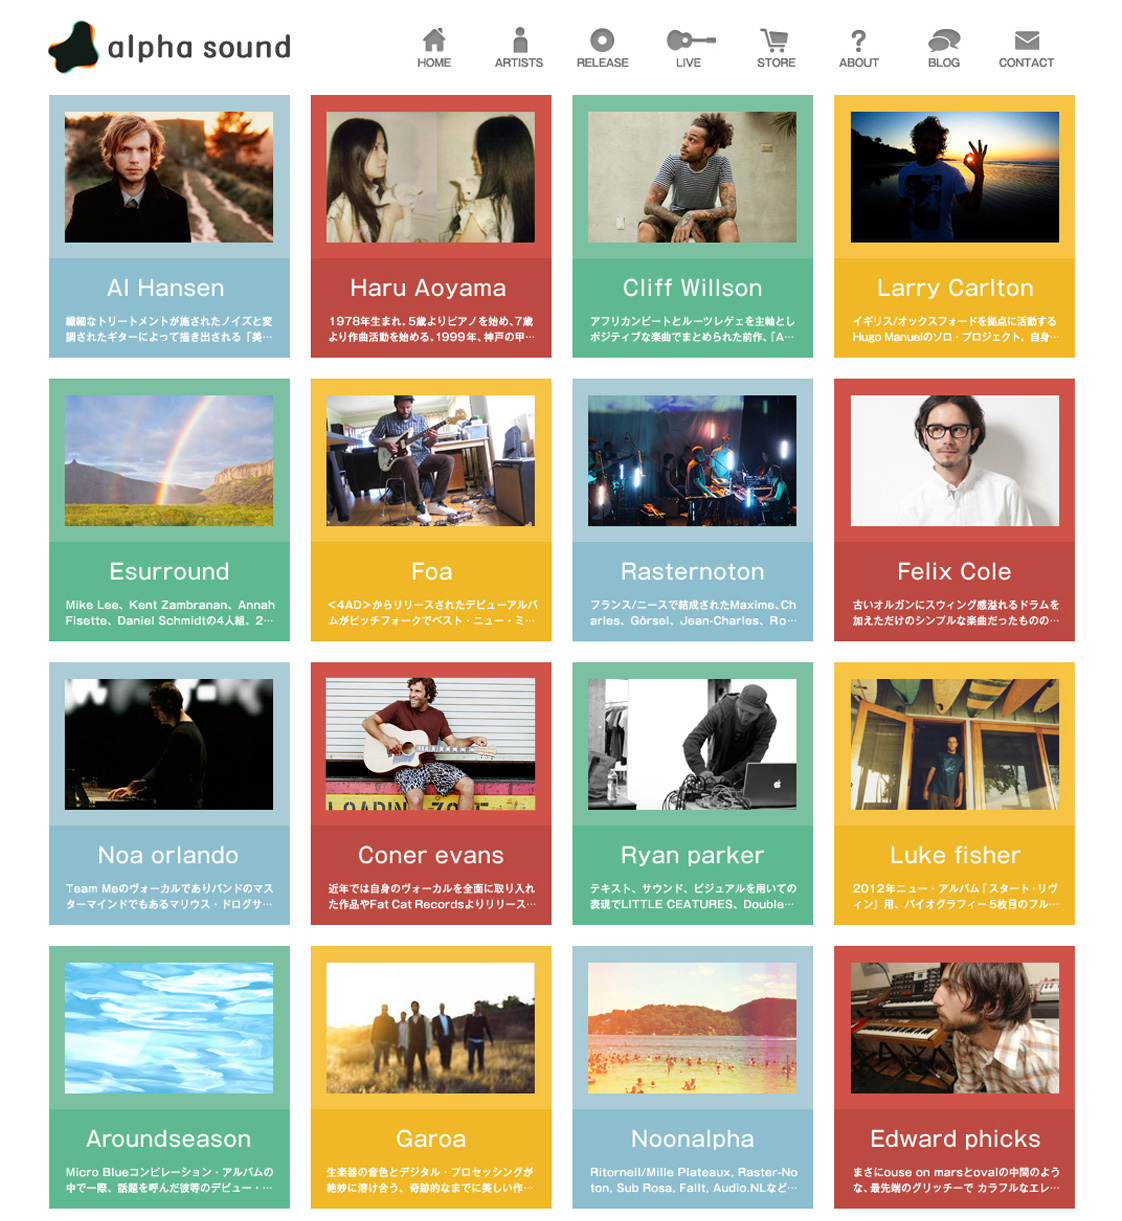 alpha sound
HOME
ARTISTS
RELEASE
LIVE
STORE
ABOUT
BLOG
CONTACT
Al Hansen
繊細なトリートメントが施されたノイズと変
調されたギターによって描き出される「美…
Haru Aoyama
1978年生まれ。5歳よりピアノを始め、7歳
より作曲活動を始める。1999年、神戸の甲…
Cliff Willson
アフリカンビートとルーツレゲェを主軸とし
ポジティブな楽曲でまとめられた前作、「A…
Larry Carlton
イギリス/オックスフォードを拠点に活動する
Hugo Manuelのソロ・プロジェクト。自身…
Esurround
Mike Lee、Kent Zambranan、Annah
Fisette、Daniel Schmidtの4人組。2…
Foa
<4AD>からリリースされたデビューアルバ
ムがピッチフォークでベスト・ニュー・ミ…
Rasternoton
フランス/ニースで結成されたMaxime、Ch
arles、Görsel、Jean-Charles、Ro…
Felix Cole
古いオルガンにスウィング感溢れるドラムを
加えただけのシンプルな楽曲だったものの…
Noa orlando
Team Meのヴォーカルでありバンドのマス
ターマインドでもあるマリウス・ドログサ…
Coner evans
近年では自身のヴォーカルを全面に取り入れ
た作品やFat Cat Recordsよりリリース…
Ryan parker
テキスト、サウンド、ビジュアルを用いての
表現でLITTLE CEATURES、Double…
Luke fisher
2012年ニュー・アルバム「スタート・リヴ
ィン」用、バイオグラフィー5枚目のフル…
LOADIN ZONE
Aroundseason
Micro Blueコンピレーション・アルバムの
中で一際、話題を呼んだ彼等のデビュー・…
Garoa
生楽器の音色とデジタル・プロセッシングが
絶妙に溶け合う、奇跡的なまでに美しい作…
Noonalpha
Ritornell/Mille Plateaux, Raster-No
ton, Sub Rosa, Fallt, Audio.NLなど…
Edward phicks
まさにouse on marsとovalの中間のよう
な、最先端のグリッチーで カラフルなエレ…